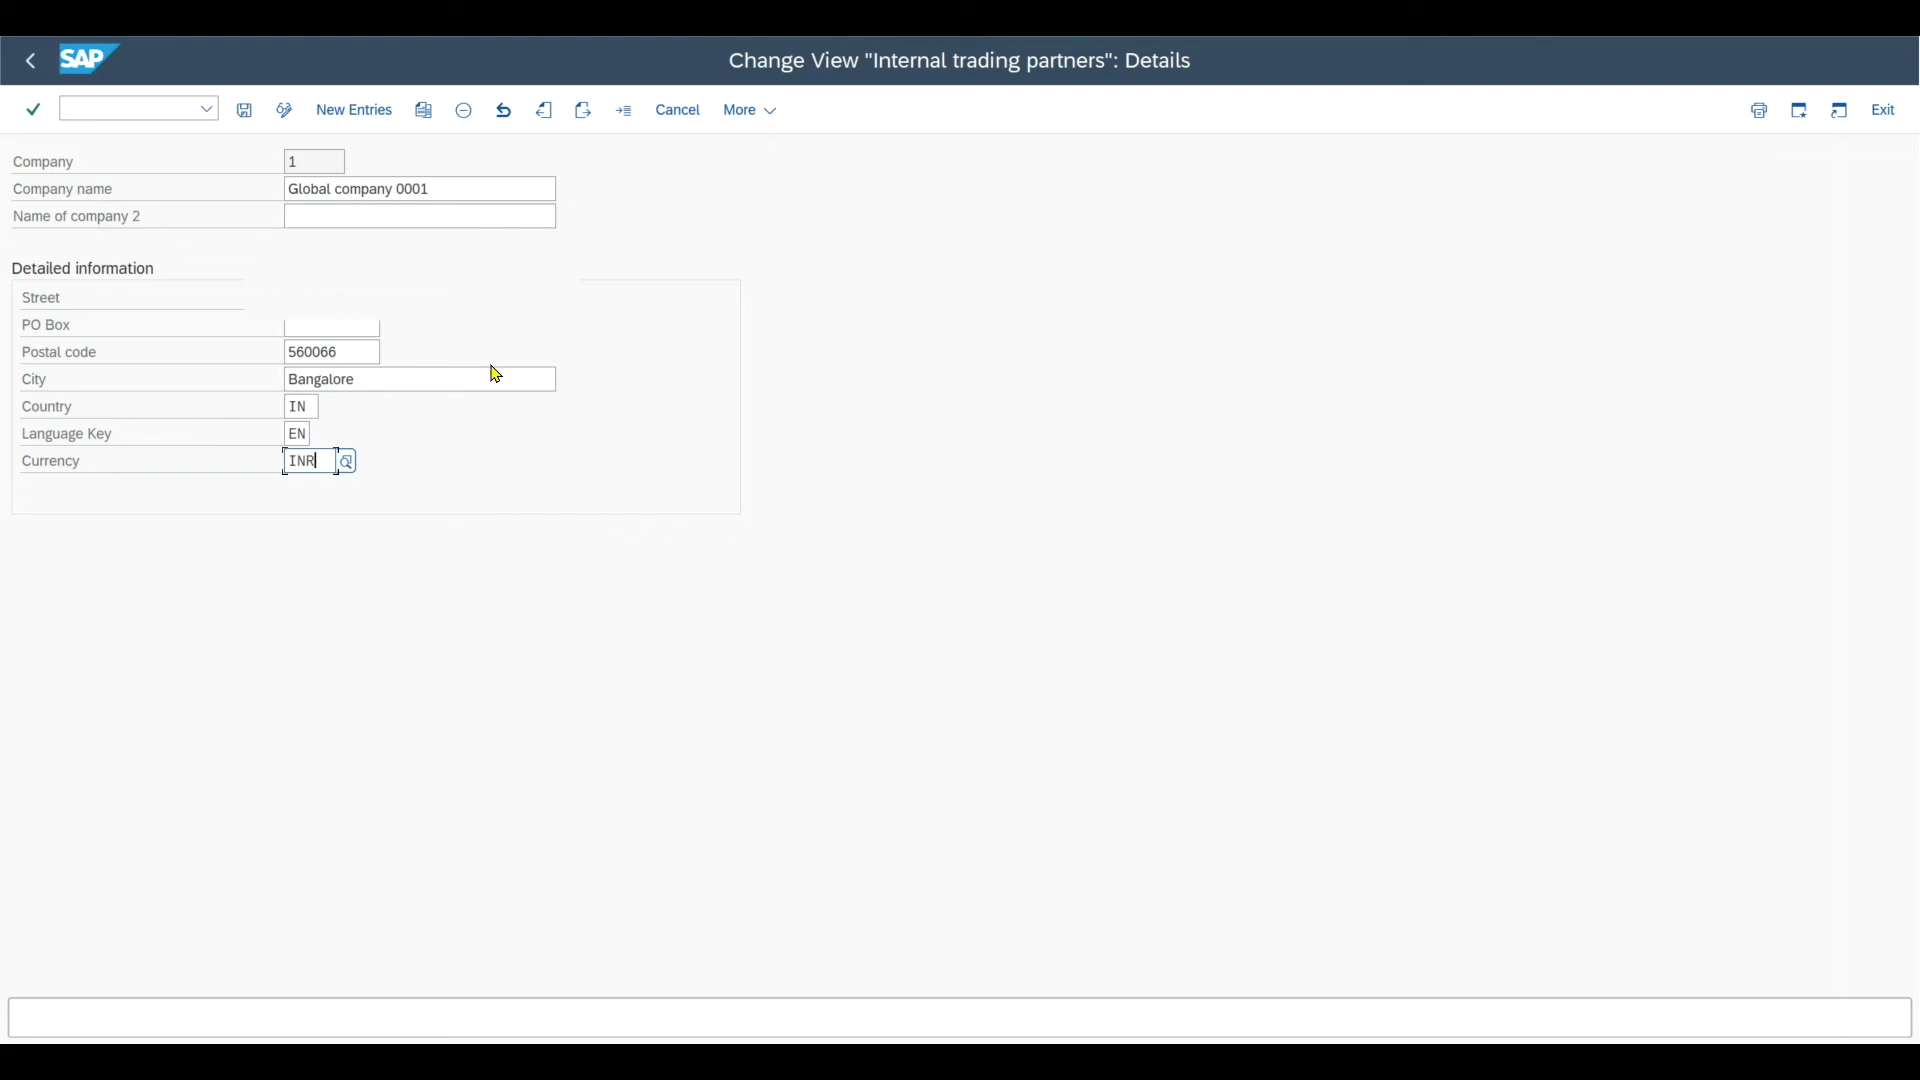 SAP
Change View "Internal trading partners": Details
New Entries
Cancel
More
Exit
Company 1
Company name Global company 0001
Name of company 2
Detailed information
Street
PO Box
Postal code 560066
City Bangalore
Country IN
Language Key EN
Currency INR